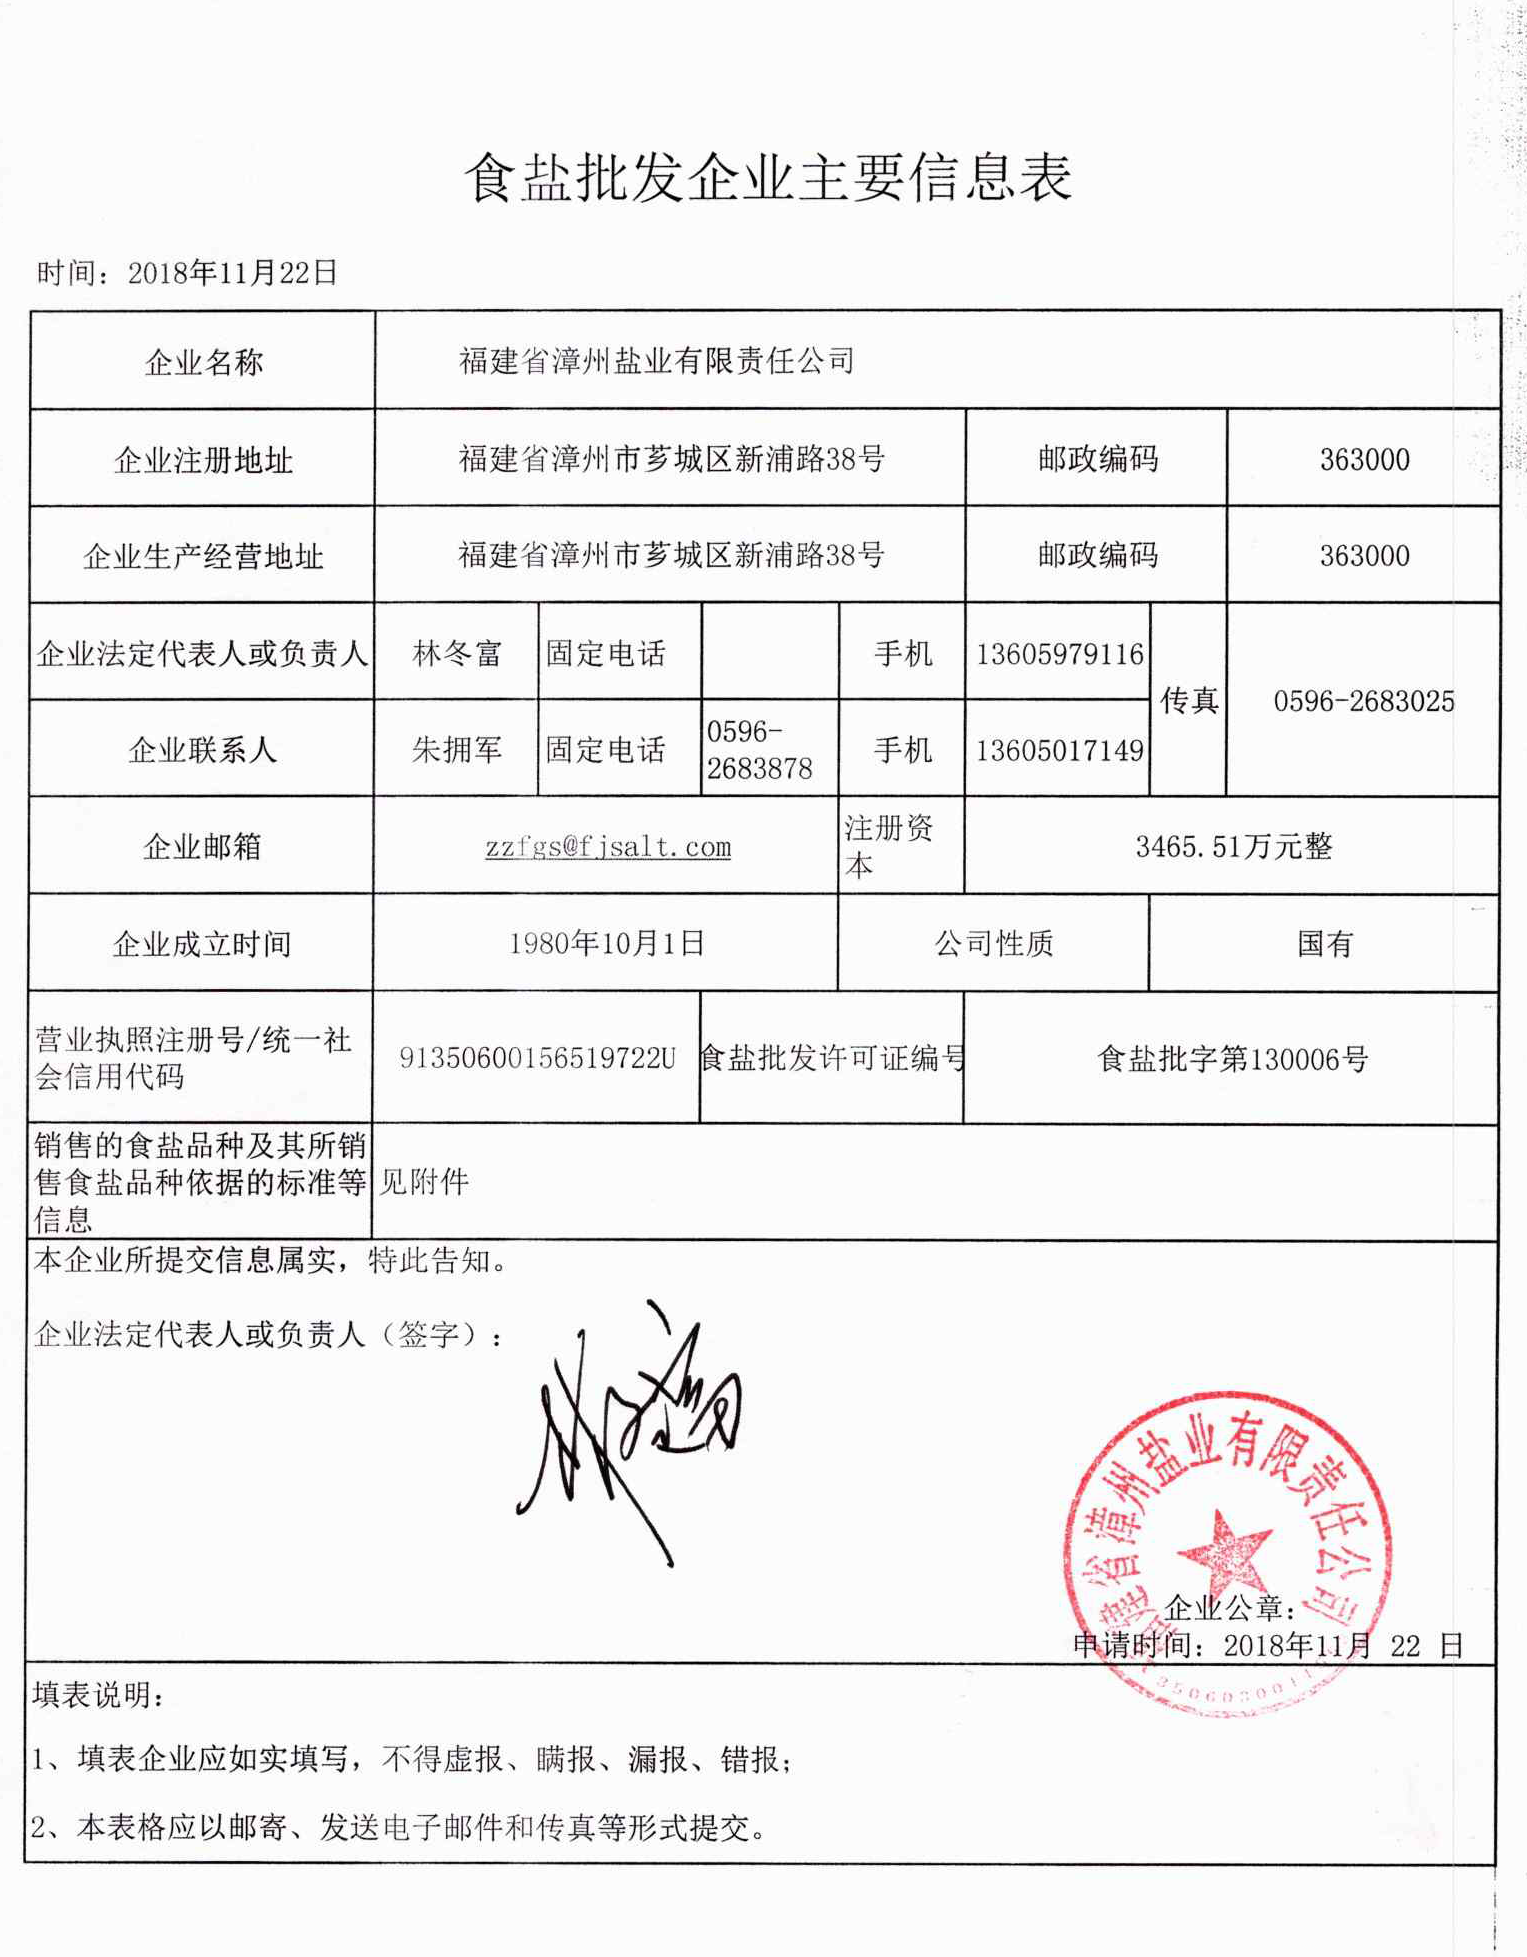 食盐批发企业主要信息表
时间：2018年11月22日
企业名称 福建省漳州盐业有限责任公司
企业注册地址 福建省漳州市芗城区新浦路38号 邮政编码 363000
企业生产经营地址 福建省漳州市芗城区新浦路38号 邮政编码 363000
企业法定代表人或负责人 林冬富 固定电话 手机 13605979116
传真 0596-2683025
企业联系人 朱拥军 固定电话 0596-
2683878 手机 13605017149
企业邮箱 zzfgs@fjsalt.com 注册资
本 3465.51万元整
企业成立时间 1980年10月1日 公司性质 国有
营业执照注册号/统一社
会信用代码 91350600156519722U 食盐批发许可证编号 食盐批字第130006号
销售的食盐品种及其所销
售食盐品种依据的标准等
信息 见附件
本企业所提交信息属实，特此告知。
企业法定代表人或负责人（签字）：
福建省漳州盐业有限责任公司
企业公章：
申请时间：2018年11月 22 日
填表说明：
1、填表企业应如实填写，不得虚报、瞒报、漏报、错报；
2、本表格应以邮寄、发送电子邮件和传真等形式提交。